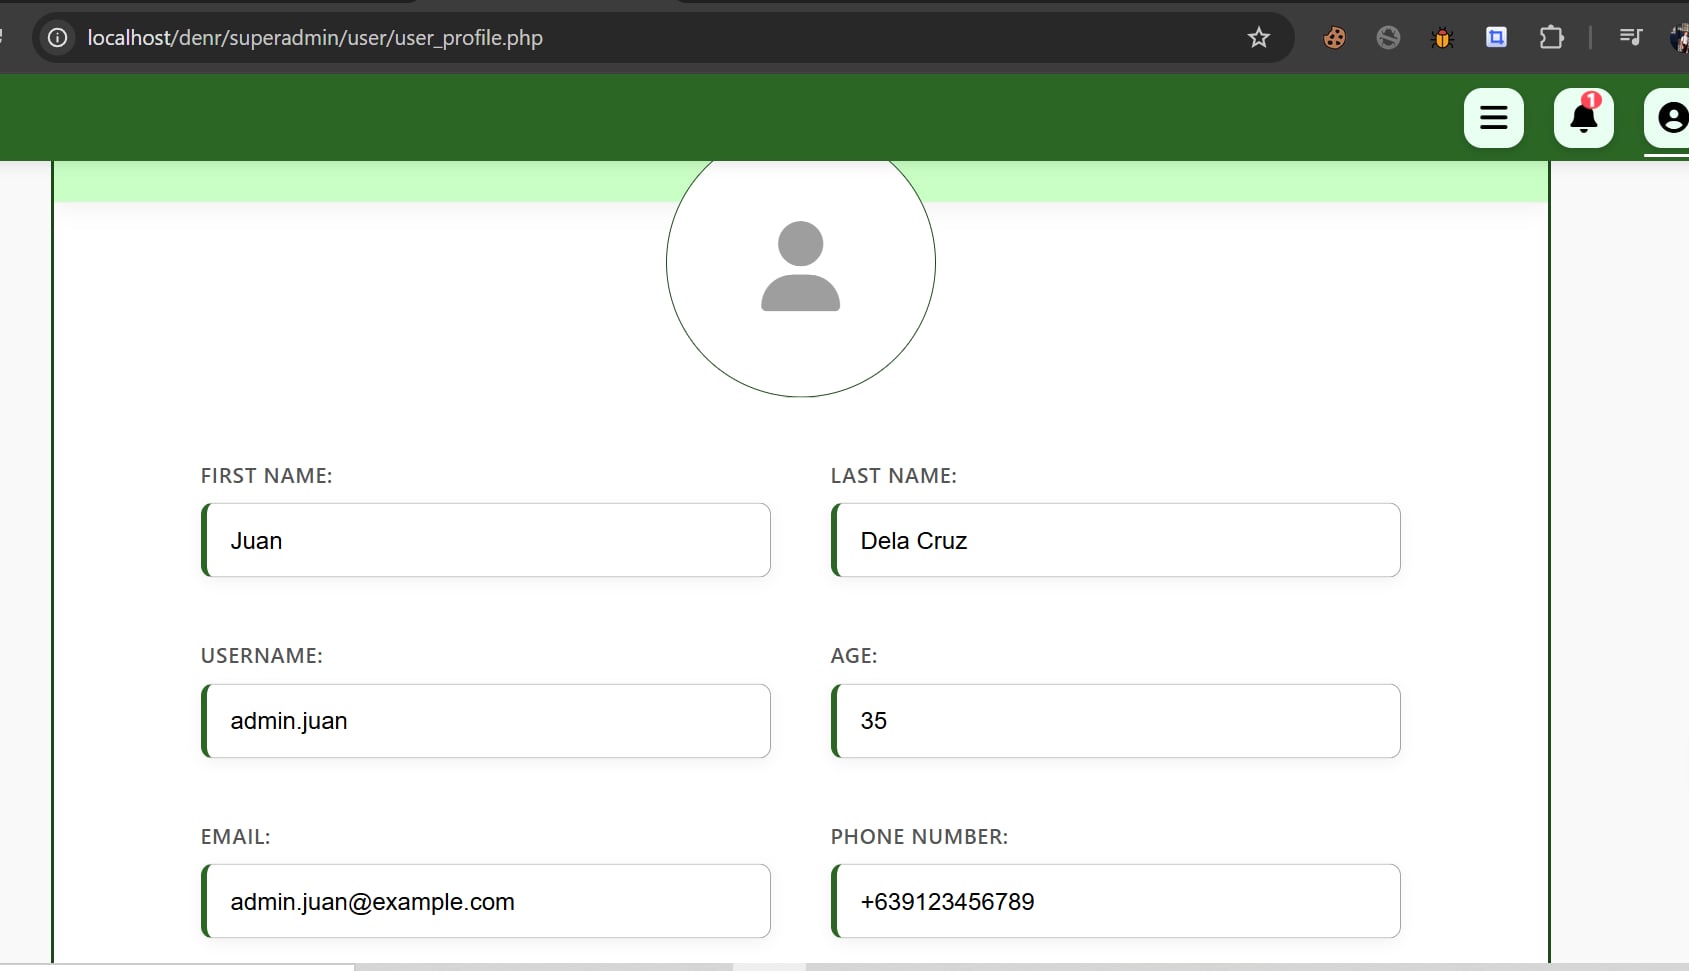 localhost/denr/superadmin/user/user_profile.php
1
FIRST NAME:
LAST NAME:
Juan
Dela Cruz
USERNAME:
AGE:
admin.juan
35
EMAIL:
PHONE NUMBER:
admin.juan@example.com
+639123456789